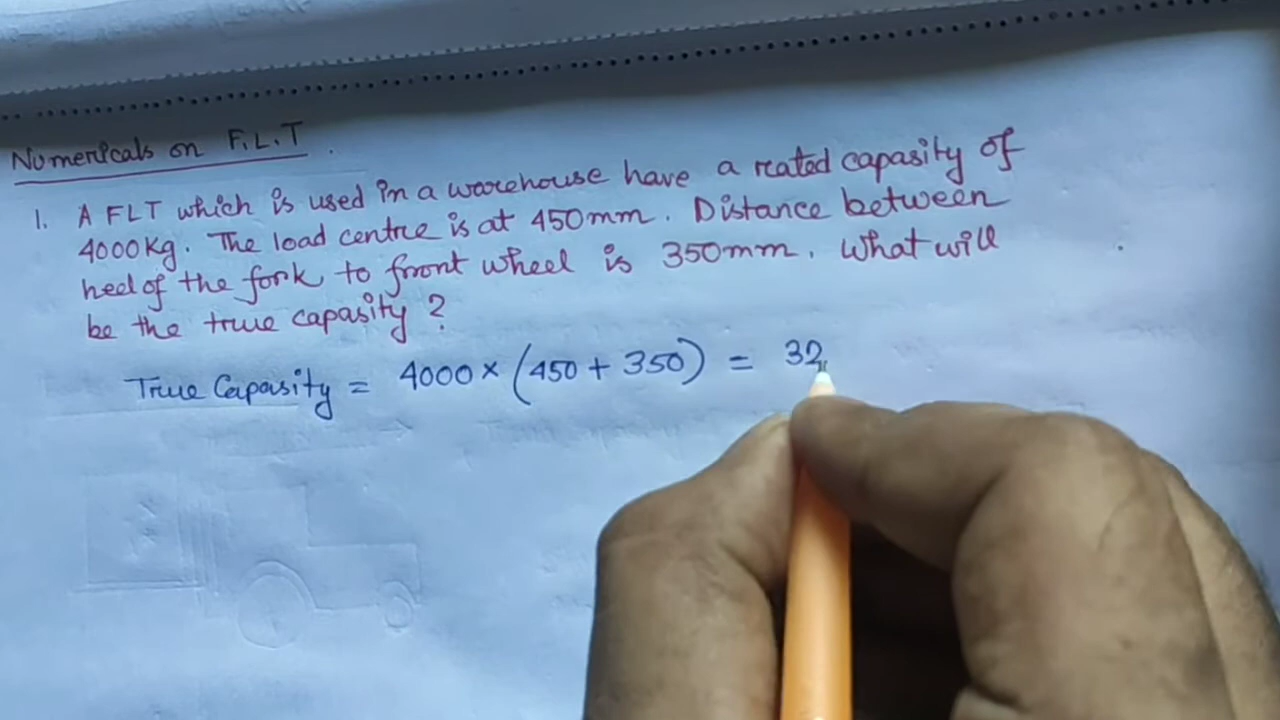 Numericals on F.L.T.
1. A FLT which is used in a warehouse have a rated capasity of
4000Kg. The load centre is at 450mm. Distance between
heel of the fork to front wheel is 350mm. What will
be the true capasity?
True Capasity = 4000 × (450 + 350) = 32